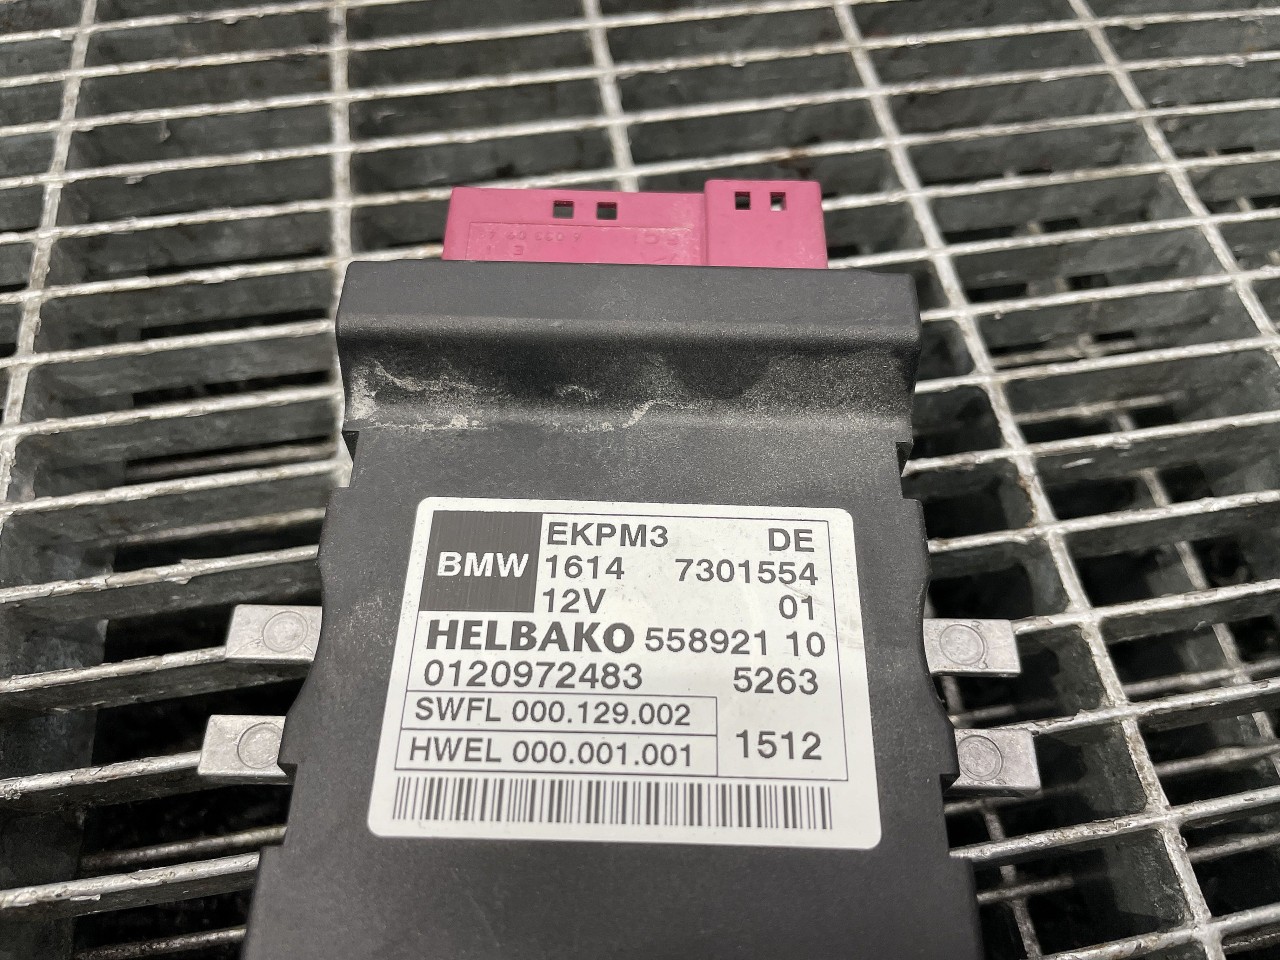 EKPM3 DE
BMW
1614 7301554
12V 01
HELBAKO 558921 10
0120972483 5263
SWFL 000.129.002
HWEL 000.001.001 1512